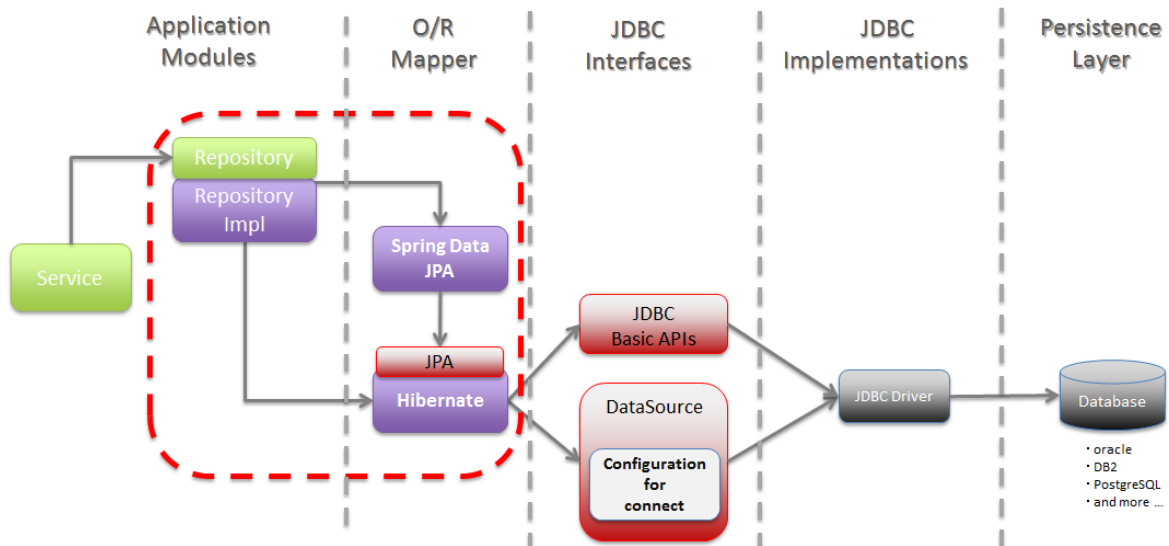 Application
Modules
O/R
Mapper
JDBC
Interfaces
JDBC
Implementations
Persistence
Layer
Repository
Repository
Impl
Service
Spring Data
JPA
JPA
Hibernate
JDBC
Basic APIs
DataSource
Configuration
for
connect
JDBC Driver
Database
・oracle
・DB2
・PostgreSQL
・and more ...